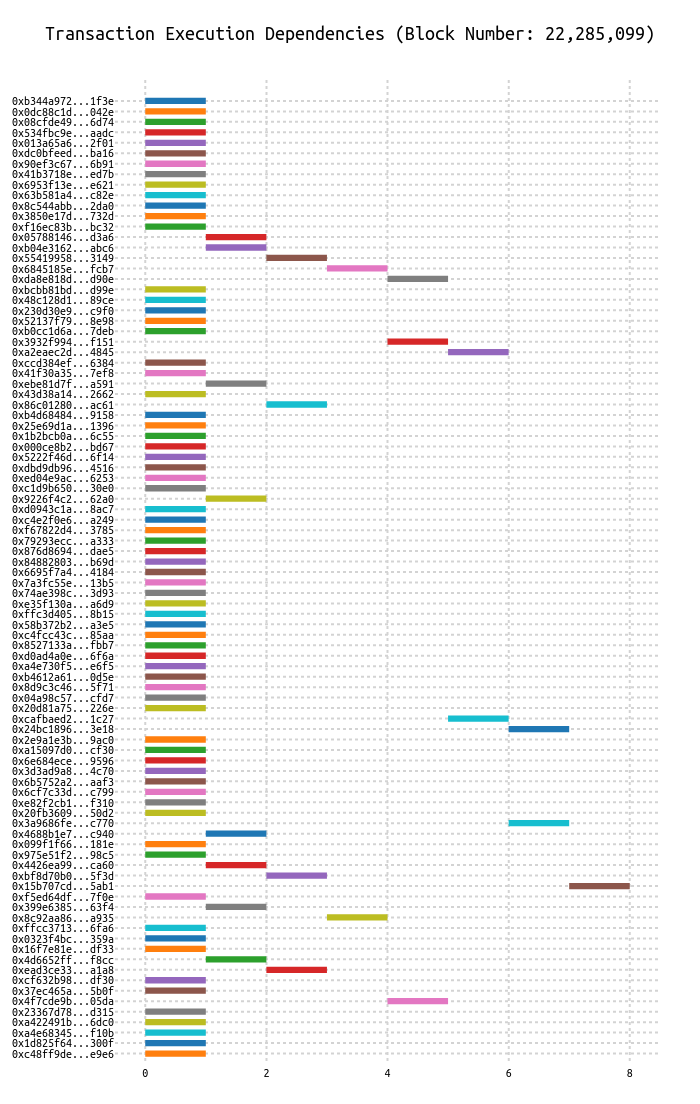 Transaction Execution Dependencies (Block Number: 22,285,099)
0xb344a972...1f3e
0x0dc88c1d...042e
0x08cfde49...6d74
0x534fbc9e...aadc
0x013a65a6...2f01
0xdc0bfeed...ba16
0x90ef3c67...6b91
0x41b3718e...ed7b
0x6953f13e...e621
0x63b581a4...c82e
0x8c544abb...2da0
0x3850e17d...732d
0xf16ec83b...bc32
0x05788146...d3a6
0xb04e3162...abc6
0x55419958...3149
0x6845185e...fcb7
0xda8e818d...d90e
0xbcbb81bd...d99e
0x48c128d1...89ce
0x230d30e9...c9f0
0x52137f79...8e98
0xb0cc1d6a...7deb
0x3932f994...f151
0xa2eaec2d...4845
0xccd384ef...6384
0x41f30a35...7ef8
0xebe81d7f...a591
0x43d38a14...2662
0x86c01280...ac61
0xb4d68484...9158
0x25e69d1a...1396
0x1b2bcb0a...6c55
0x000ce8b2...bd67
0x5222f46d...6f14
0xdbd9db96...4516
0xed04e9ac...6253
0xc1d9b650...30e0
0x9226f4c2...62a0
0xd0943c1a...8ac7
0xc4e2f0e6...a249
0xf67822d4...3785
0x79293ecc...a333
0x876d8694...dae5
0x84882803...b69d
0x6695f7a4...4184
0x7a3fc55e...13b5
0x74ae398c...3d93
0xe35f130a...a6d9
0xffc3d405...8b15
0x58b372b2...a3e5
0xc4fcc43c...85aa
0x8527133a...fbb7
0xd0ad4a0e...6f6a
0xa4e730f5...e6f5
0xb4612a61...0d5e
0x8d9c3c46...5f71
0x04a98c57...cfd7
0x20d81a75...226e
0xcafbaed2...1c27
0x24bc1896...3e18
0x2e9a1e3b...9ac0
0xa15097d0...cf30
0x6e684ece...9596
0x3d3ad9a8...4c70
0x6b5752a2...aaf3
0x6cf7c33d...c799
0xe82f2cb1...f310
0x20fb3609...50d2
0x3a9686fe...c770
0x4688b1e7...c940
0x099f1f66...181e
0x975e51f2...98c5
0x4426ea99...ca60
0xbf8d70b0...5f3d
0x15b707cd...5ab1
0xf5ed64df...7f0e
0x399e6385...63f4
0x8c92aa86...a935
0xffcc3713...6fa6
0x0323f4bc...359a
0x16f7e81e...df33
0x4d6652ff...f8cc
0xead3ce33...a1a8
0xcf632b98...df30
0x37ec465a...5b0f
0x4f7cde9b...05da
0x23367d78...d315
0xa422491b...6dc0
0xa4e68345...f10b
0x1d825f64...300f
0xc48ff9de...e9e6
0 2 4 6 8